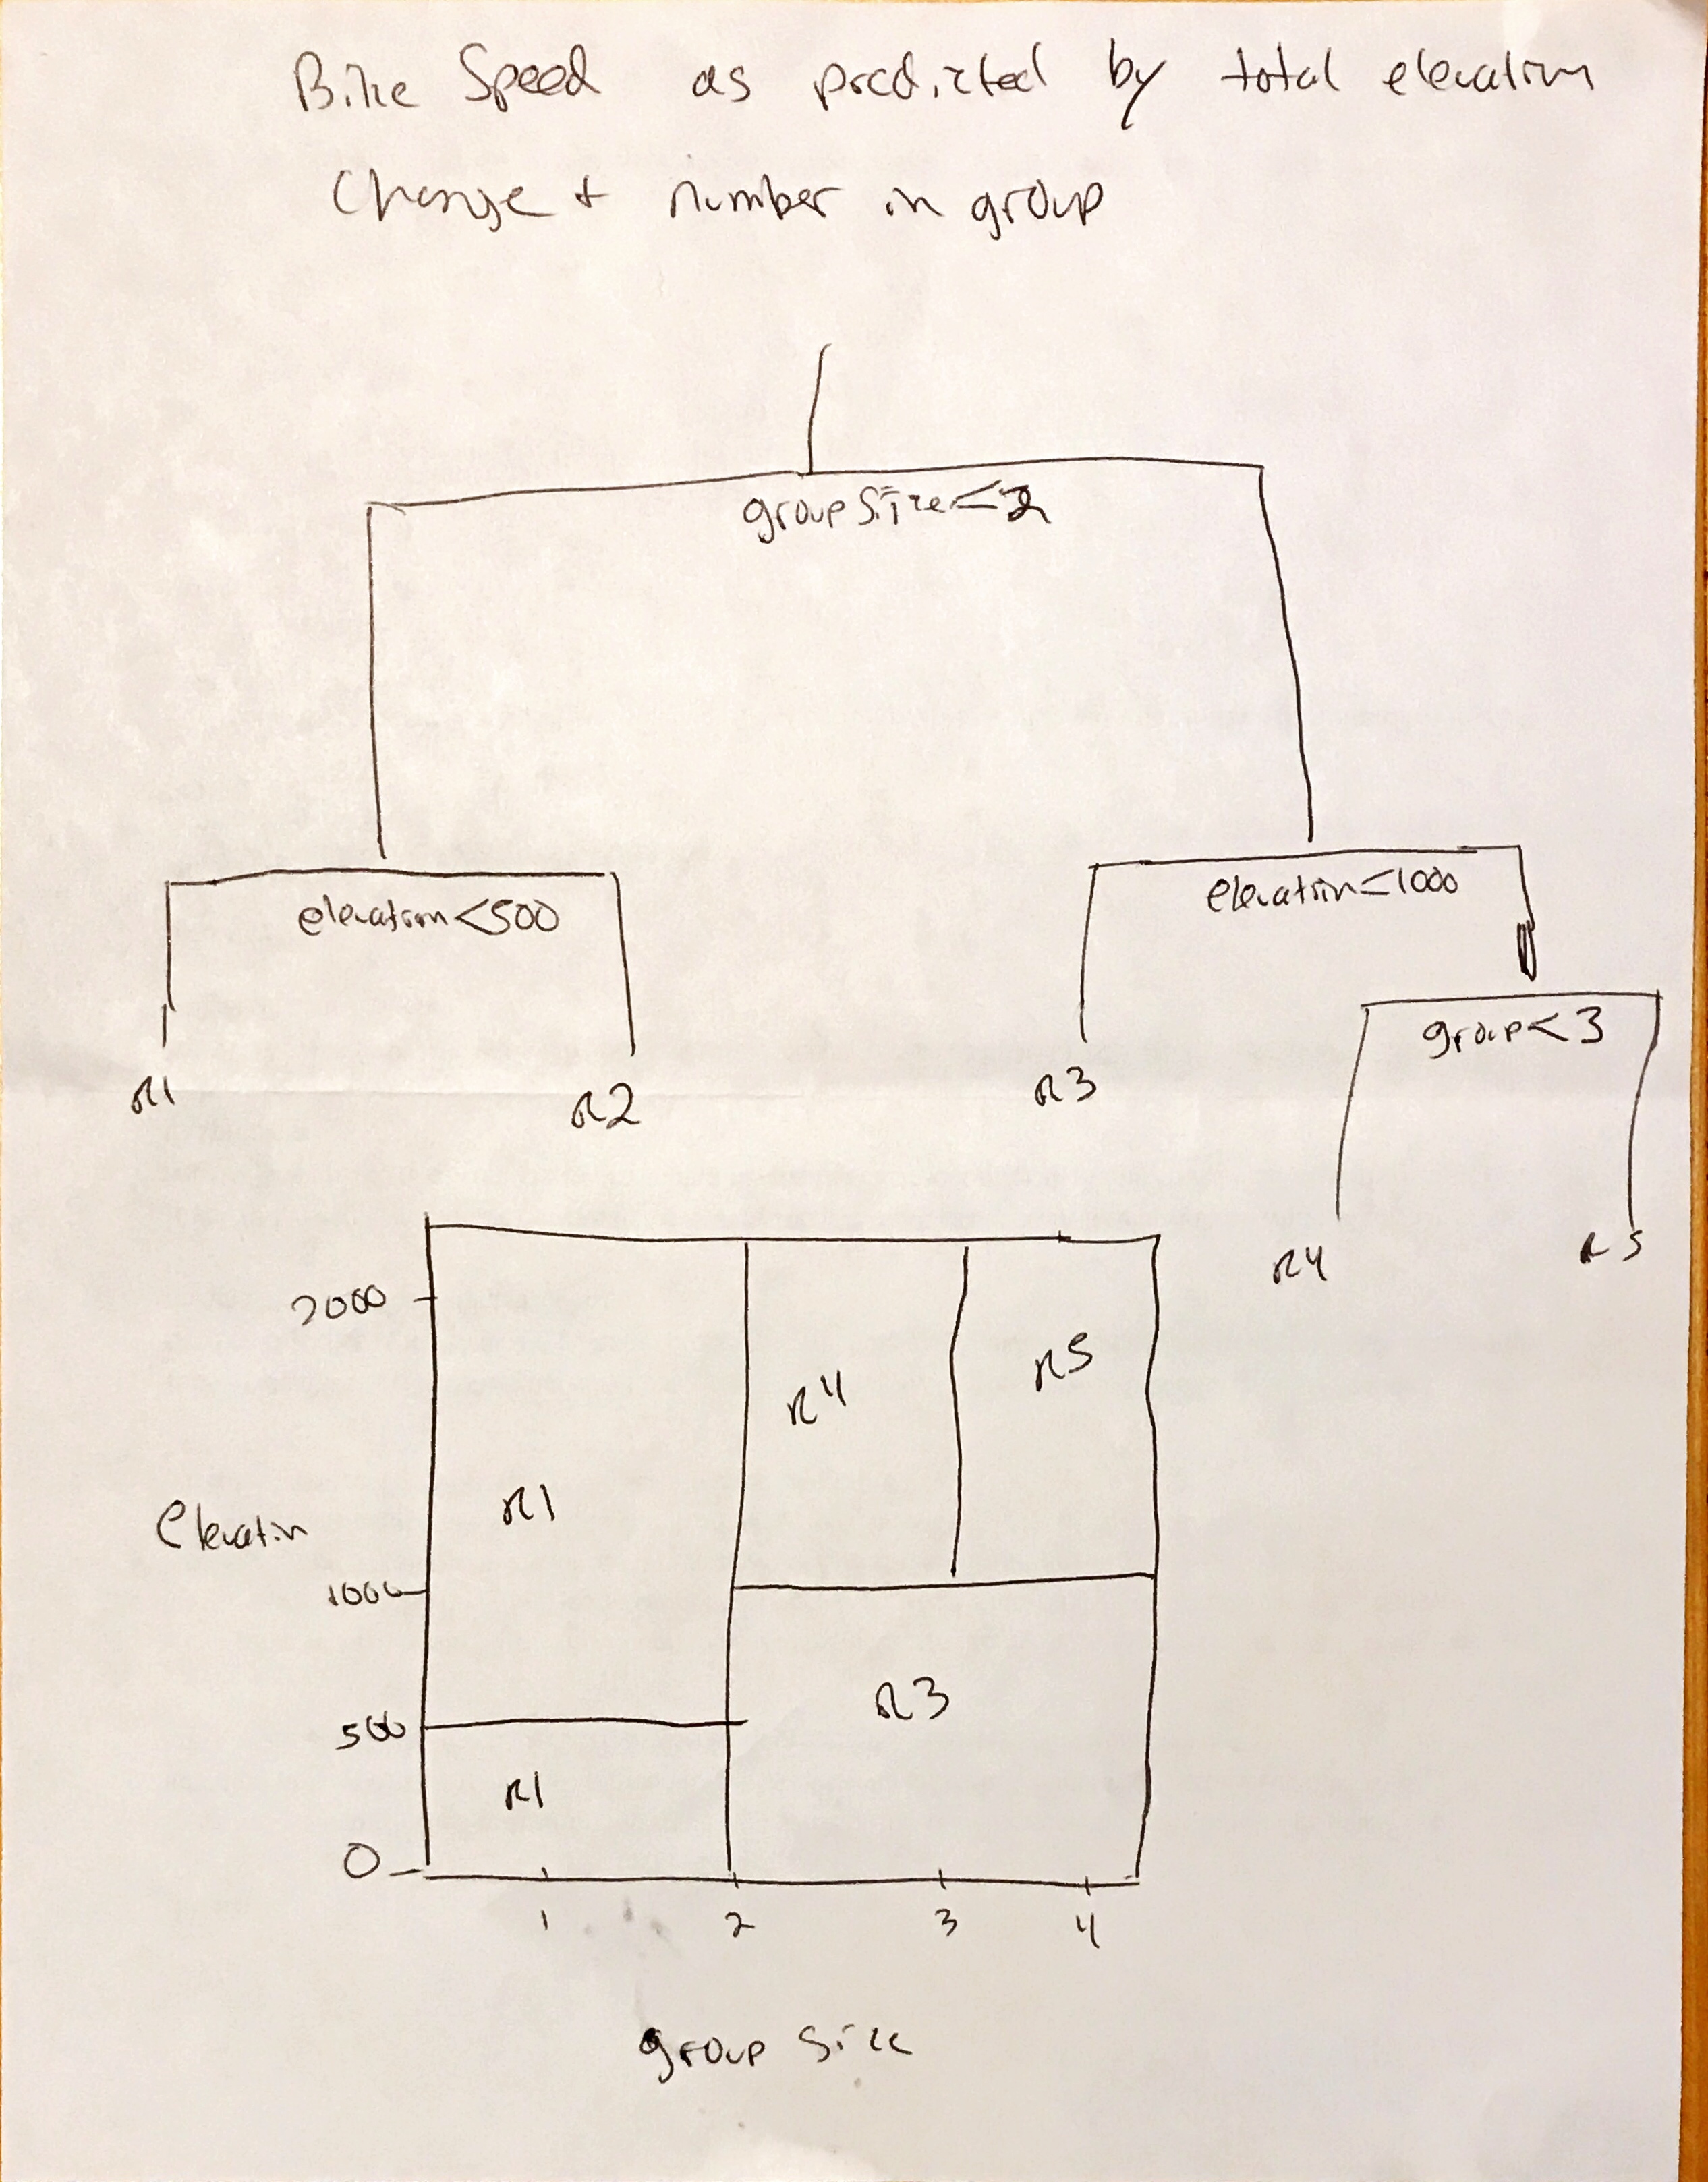 Bike Speed as predicted by total elevation
Change + number in group
group size<2
elevation<500
elevation<1000
group<3
R1
R2
R3
R4
R5
2000
R4
R5
R1
Elevation
1000
R3
500
R1
0
1 2 3 4
group size